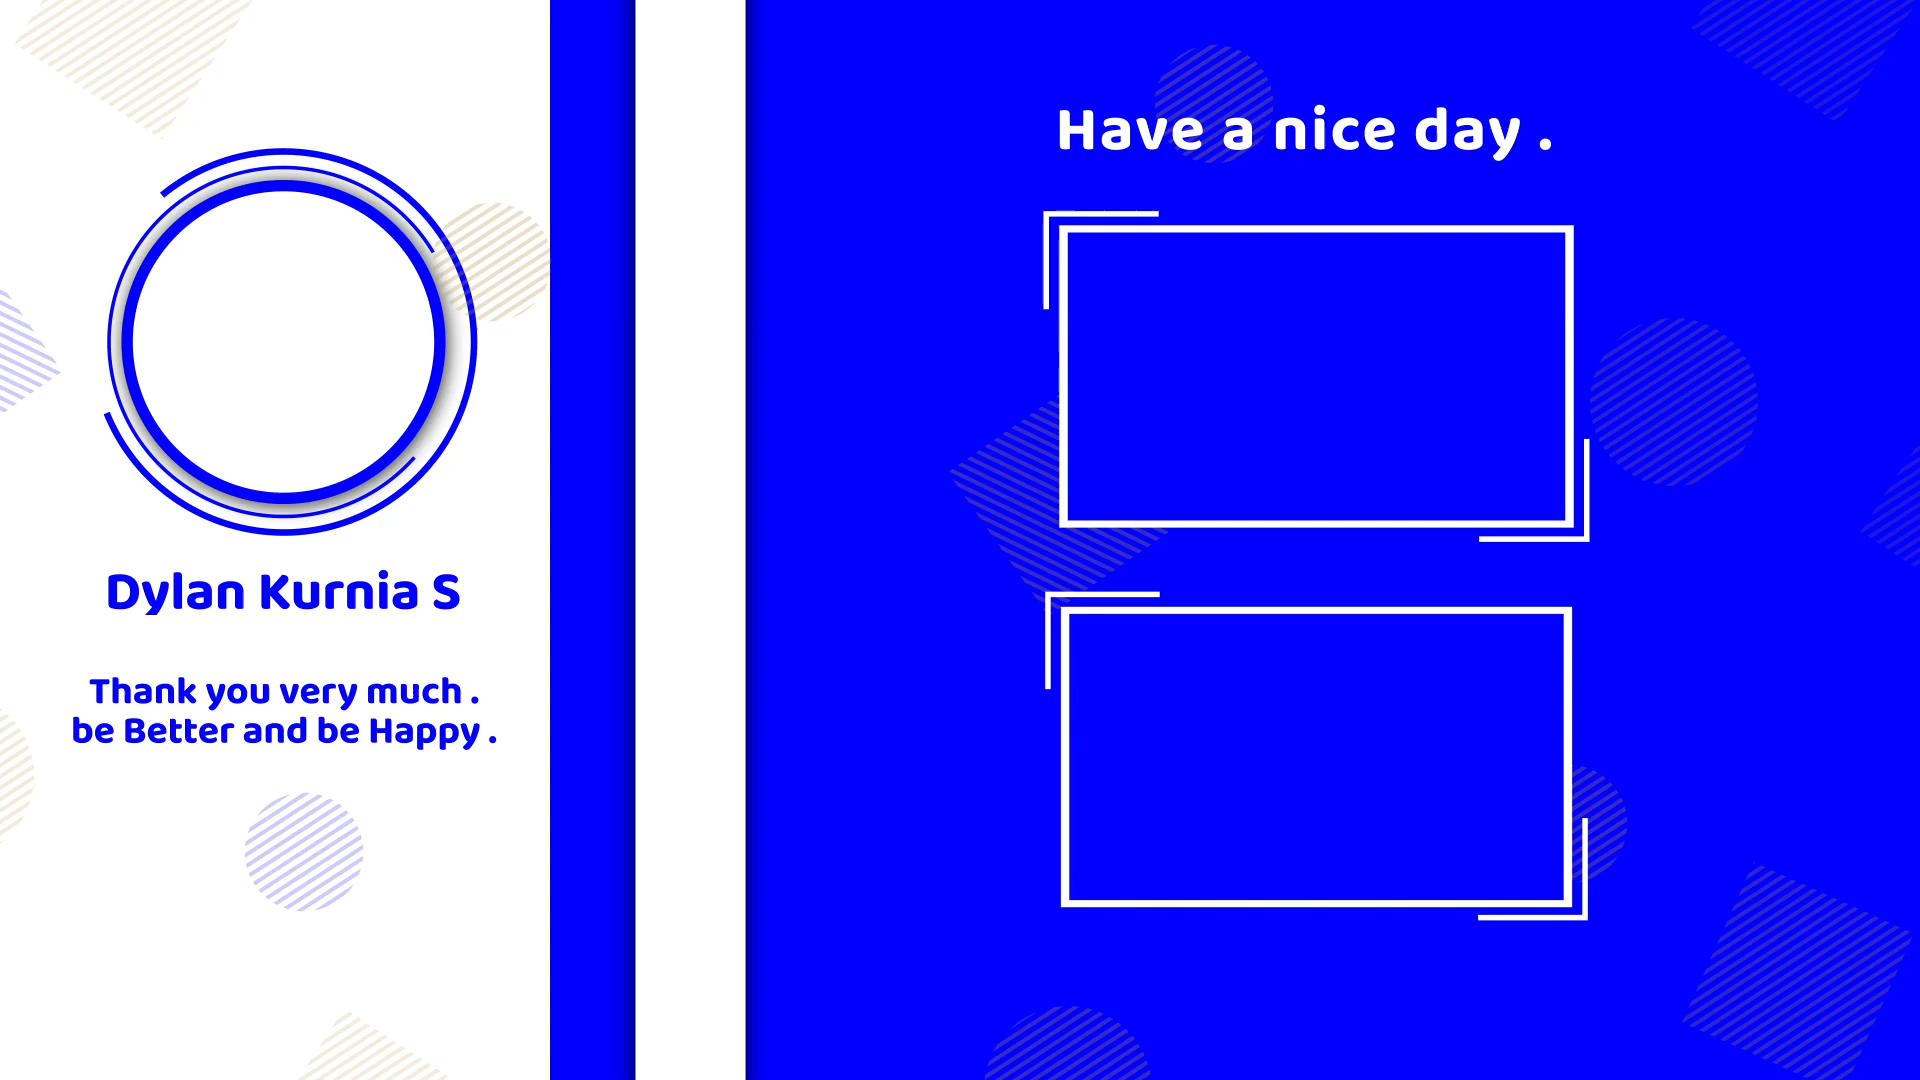 Dylan Kurnia S
Thank you very much .
be Better and be Happy .
Have a nice day .